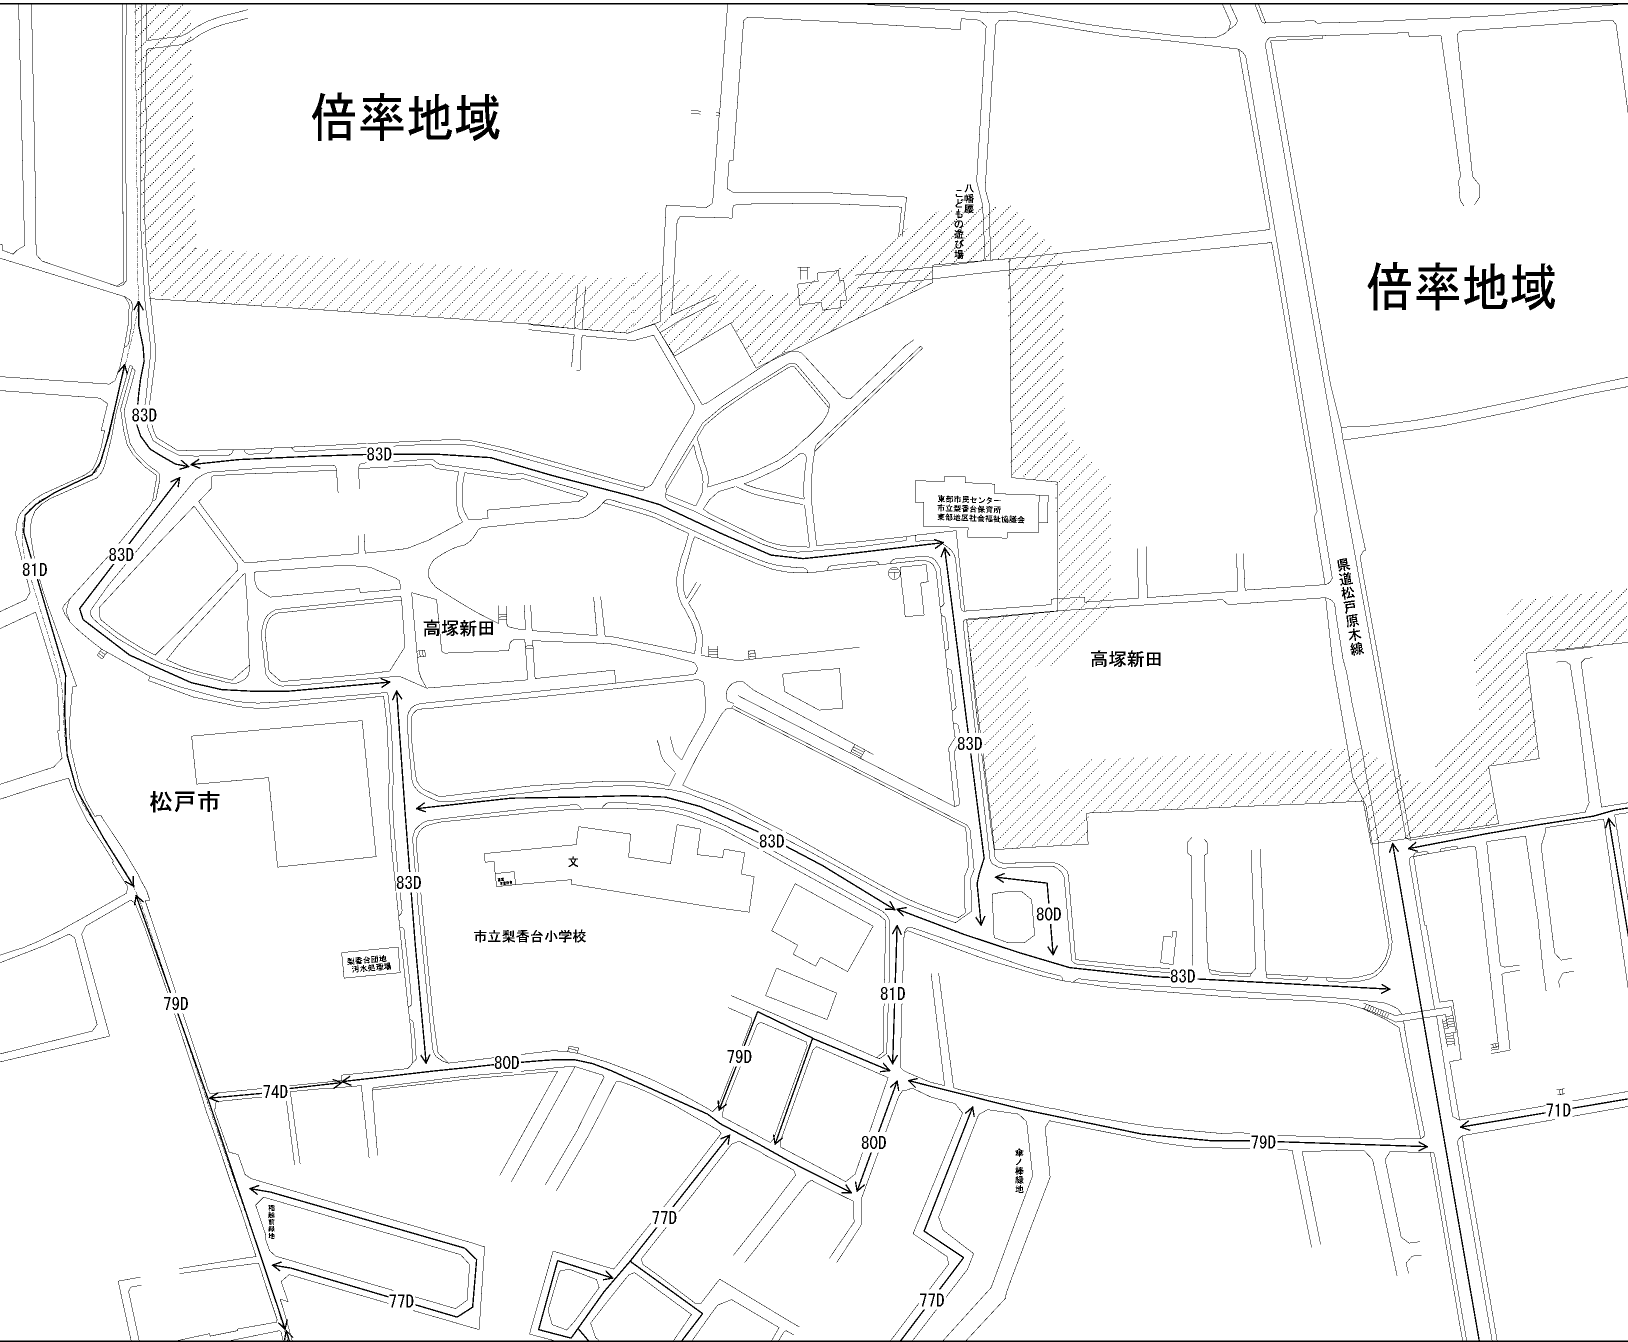 倍率地域
八幡腰
こどもの遊び場
倍率地域
83D
83D
東部市民センター
市立梨香台保育所
東部地区社会福祉協議会
83D
81D
県道松戸原木線
高塚新田
高塚新田
83D
松戸市
83D
文
83D
80D
市立梨香台小学校
梨香台団地
汚水処理場
83D
81D
79D
79D
80D
74D
71D
80D
79D
傘ノ棒緑地
77D
77D
77D